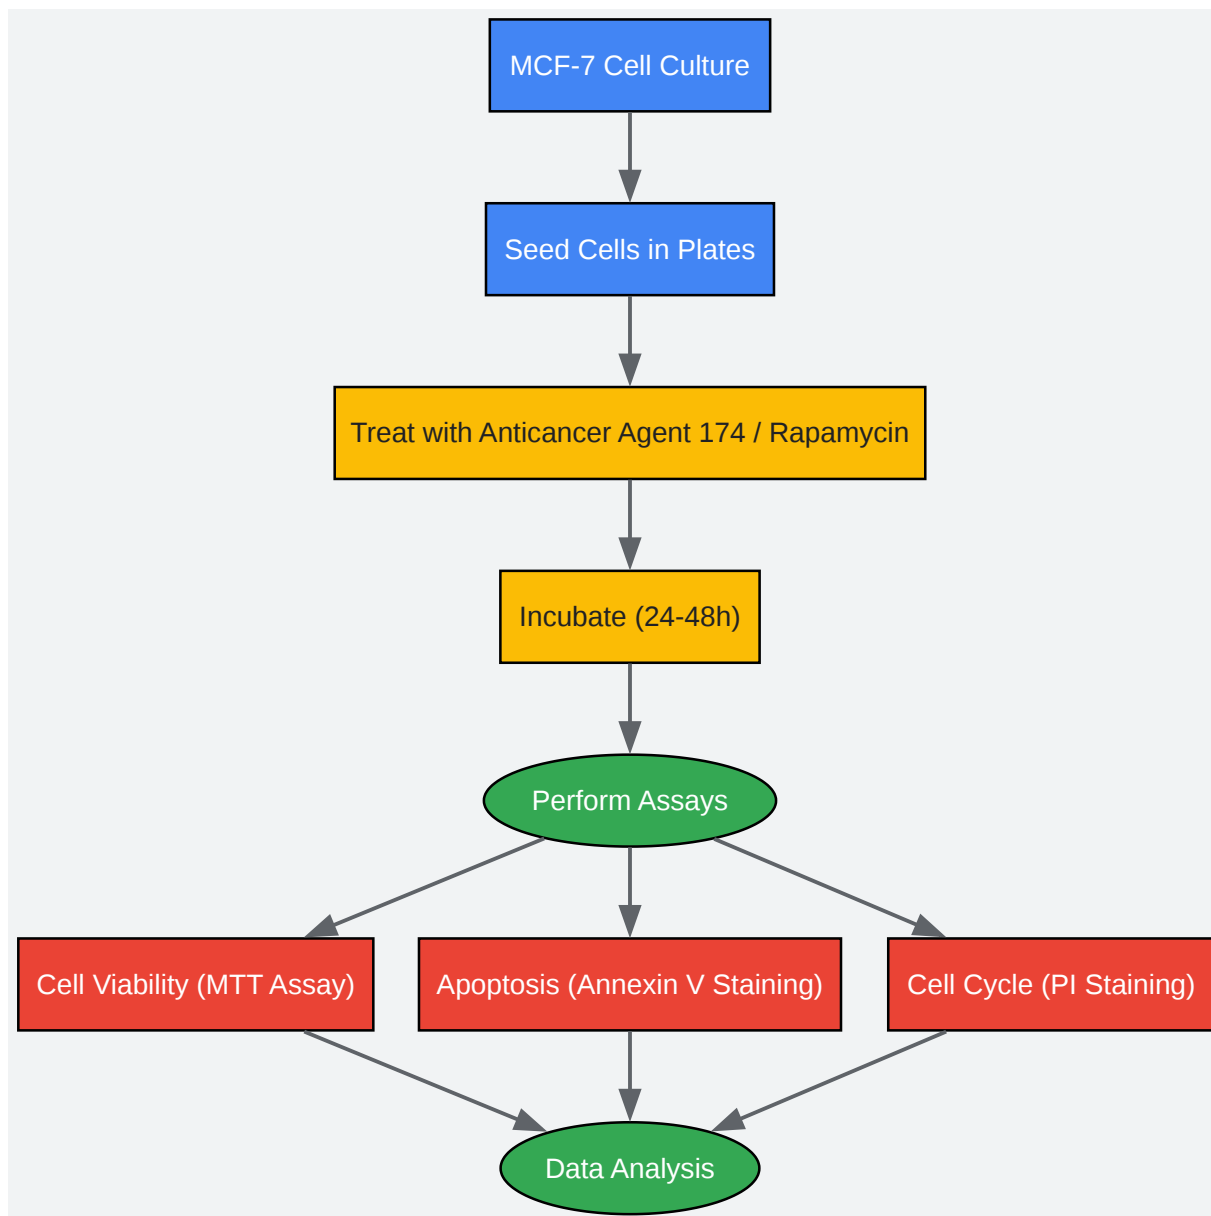 MCF-7 Cell Culture
Seed Cells in Plates
Treat with Anticancer Agent 174 / Rapamycin
Incubate (24-48h)
Perform Assays
Cell Viability (MTT Assay)
Apoptosis (Annexin V Staining)
Cell Cycle (PI Staining)
Data Analysis